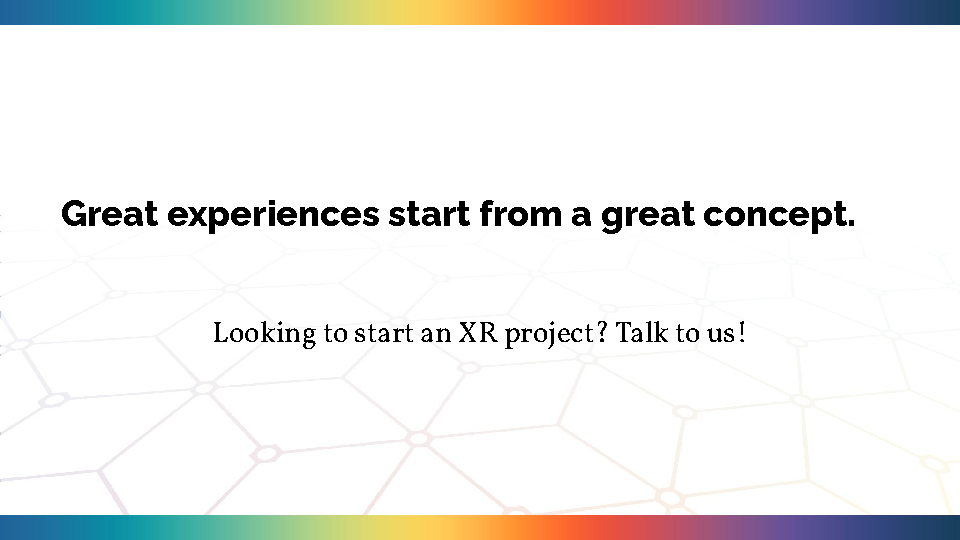 Great experiences start from a great concept.
Looking to start an XR project? Talk to us!